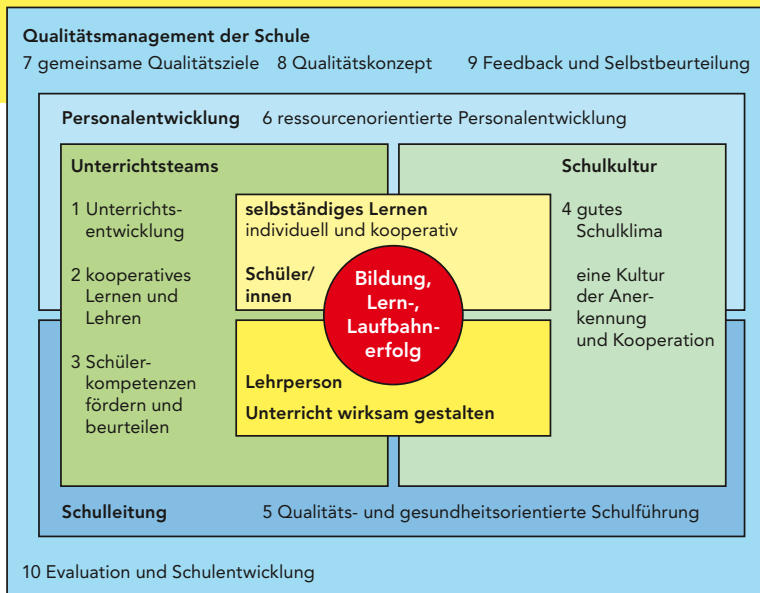 Qualitätsmanagement der Schule
7 gemeinsame Qualitätsziele 8 Qualitätskonzept 9 Feedback und Selbstbeurteilung
Personalentwicklung 6 ressourcenorientierte Personalentwicklung
Unterrichtsteams
1 Unterrichts-
entwicklung
2 kooperatives
Lernen und
Lehren
3 Schüler-
kompetenzen
fördern und
beurteilen
selbständiges Lernen
individuell und kooperativ
Schüler/
innen
Bildung,
Lern-,
Laufbahn-
erfolg
Lehrperson
Unterricht wirksam gestalten
Schulkultur
4 gutes
Schulklima
eine Kultur
der Aner-
kennung
und Kooperation
Schulleitung 5 Qualitäts- und gesundheitsorientierte Schulführung
10 Evaluation und Schulentwicklung